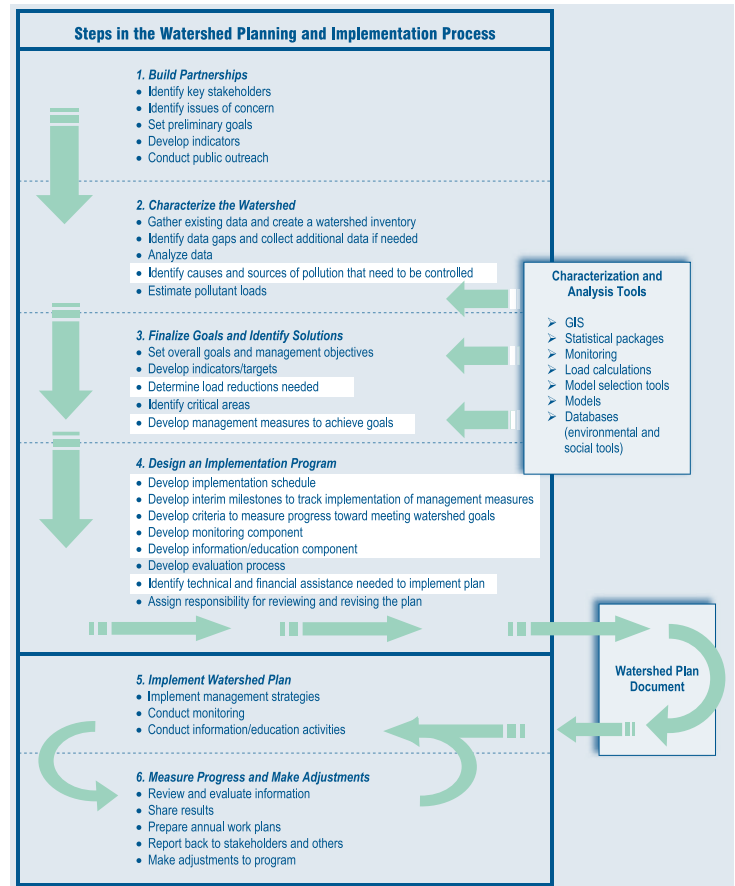 Steps in the Watershed Planning and Implementation Process
1. Build Partnerships
• Identify key stakeholders
• Identify issues of concern
• Set preliminary goals
• Develop indicators
• Conduct public outreach
2. Characterize the Watershed
• Gather existing data and create a watershed inventory
• Identify data gaps and collect additional data if needed
• Analyze data
• Identify causes and sources of pollution that need to be controlled
• Estimate pollutant loads
Characterization and
Analysis Tools
➢ GIS
➢ Statistical packages
➢ Monitoring
➢ Load calculations
➢ Model selection tools
➢ Models
➢ Databases
(environmental and
social tools)
3. Finalize Goals and Identify Solutions
• Set overall goals and management objectives
• Develop indicators/targets
• Determine load reductions needed
• Identify critical areas
• Develop management measures to achieve goals
4. Design an Implementation Program
• Develop implementation schedule
• Develop interim milestones to track implementation of management measures
• Develop criteria to measure progress toward meeting watershed goals
• Develop monitoring component
• Develop information/education component
• Develop evaluation process
• Identify technical and financial assistance needed to implement plan
• Assign responsibility for reviewing and revising the plan
Watershed Plan
Document
5. Implement Watershed Plan
• Implement management strategies
• Conduct monitoring
• Conduct information/education activities
6. Measure Progress and Make Adjustments
• Review and evaluate information
• Share results
• Prepare annual work plans
• Report back to stakeholders and others
• Make adjustments to program